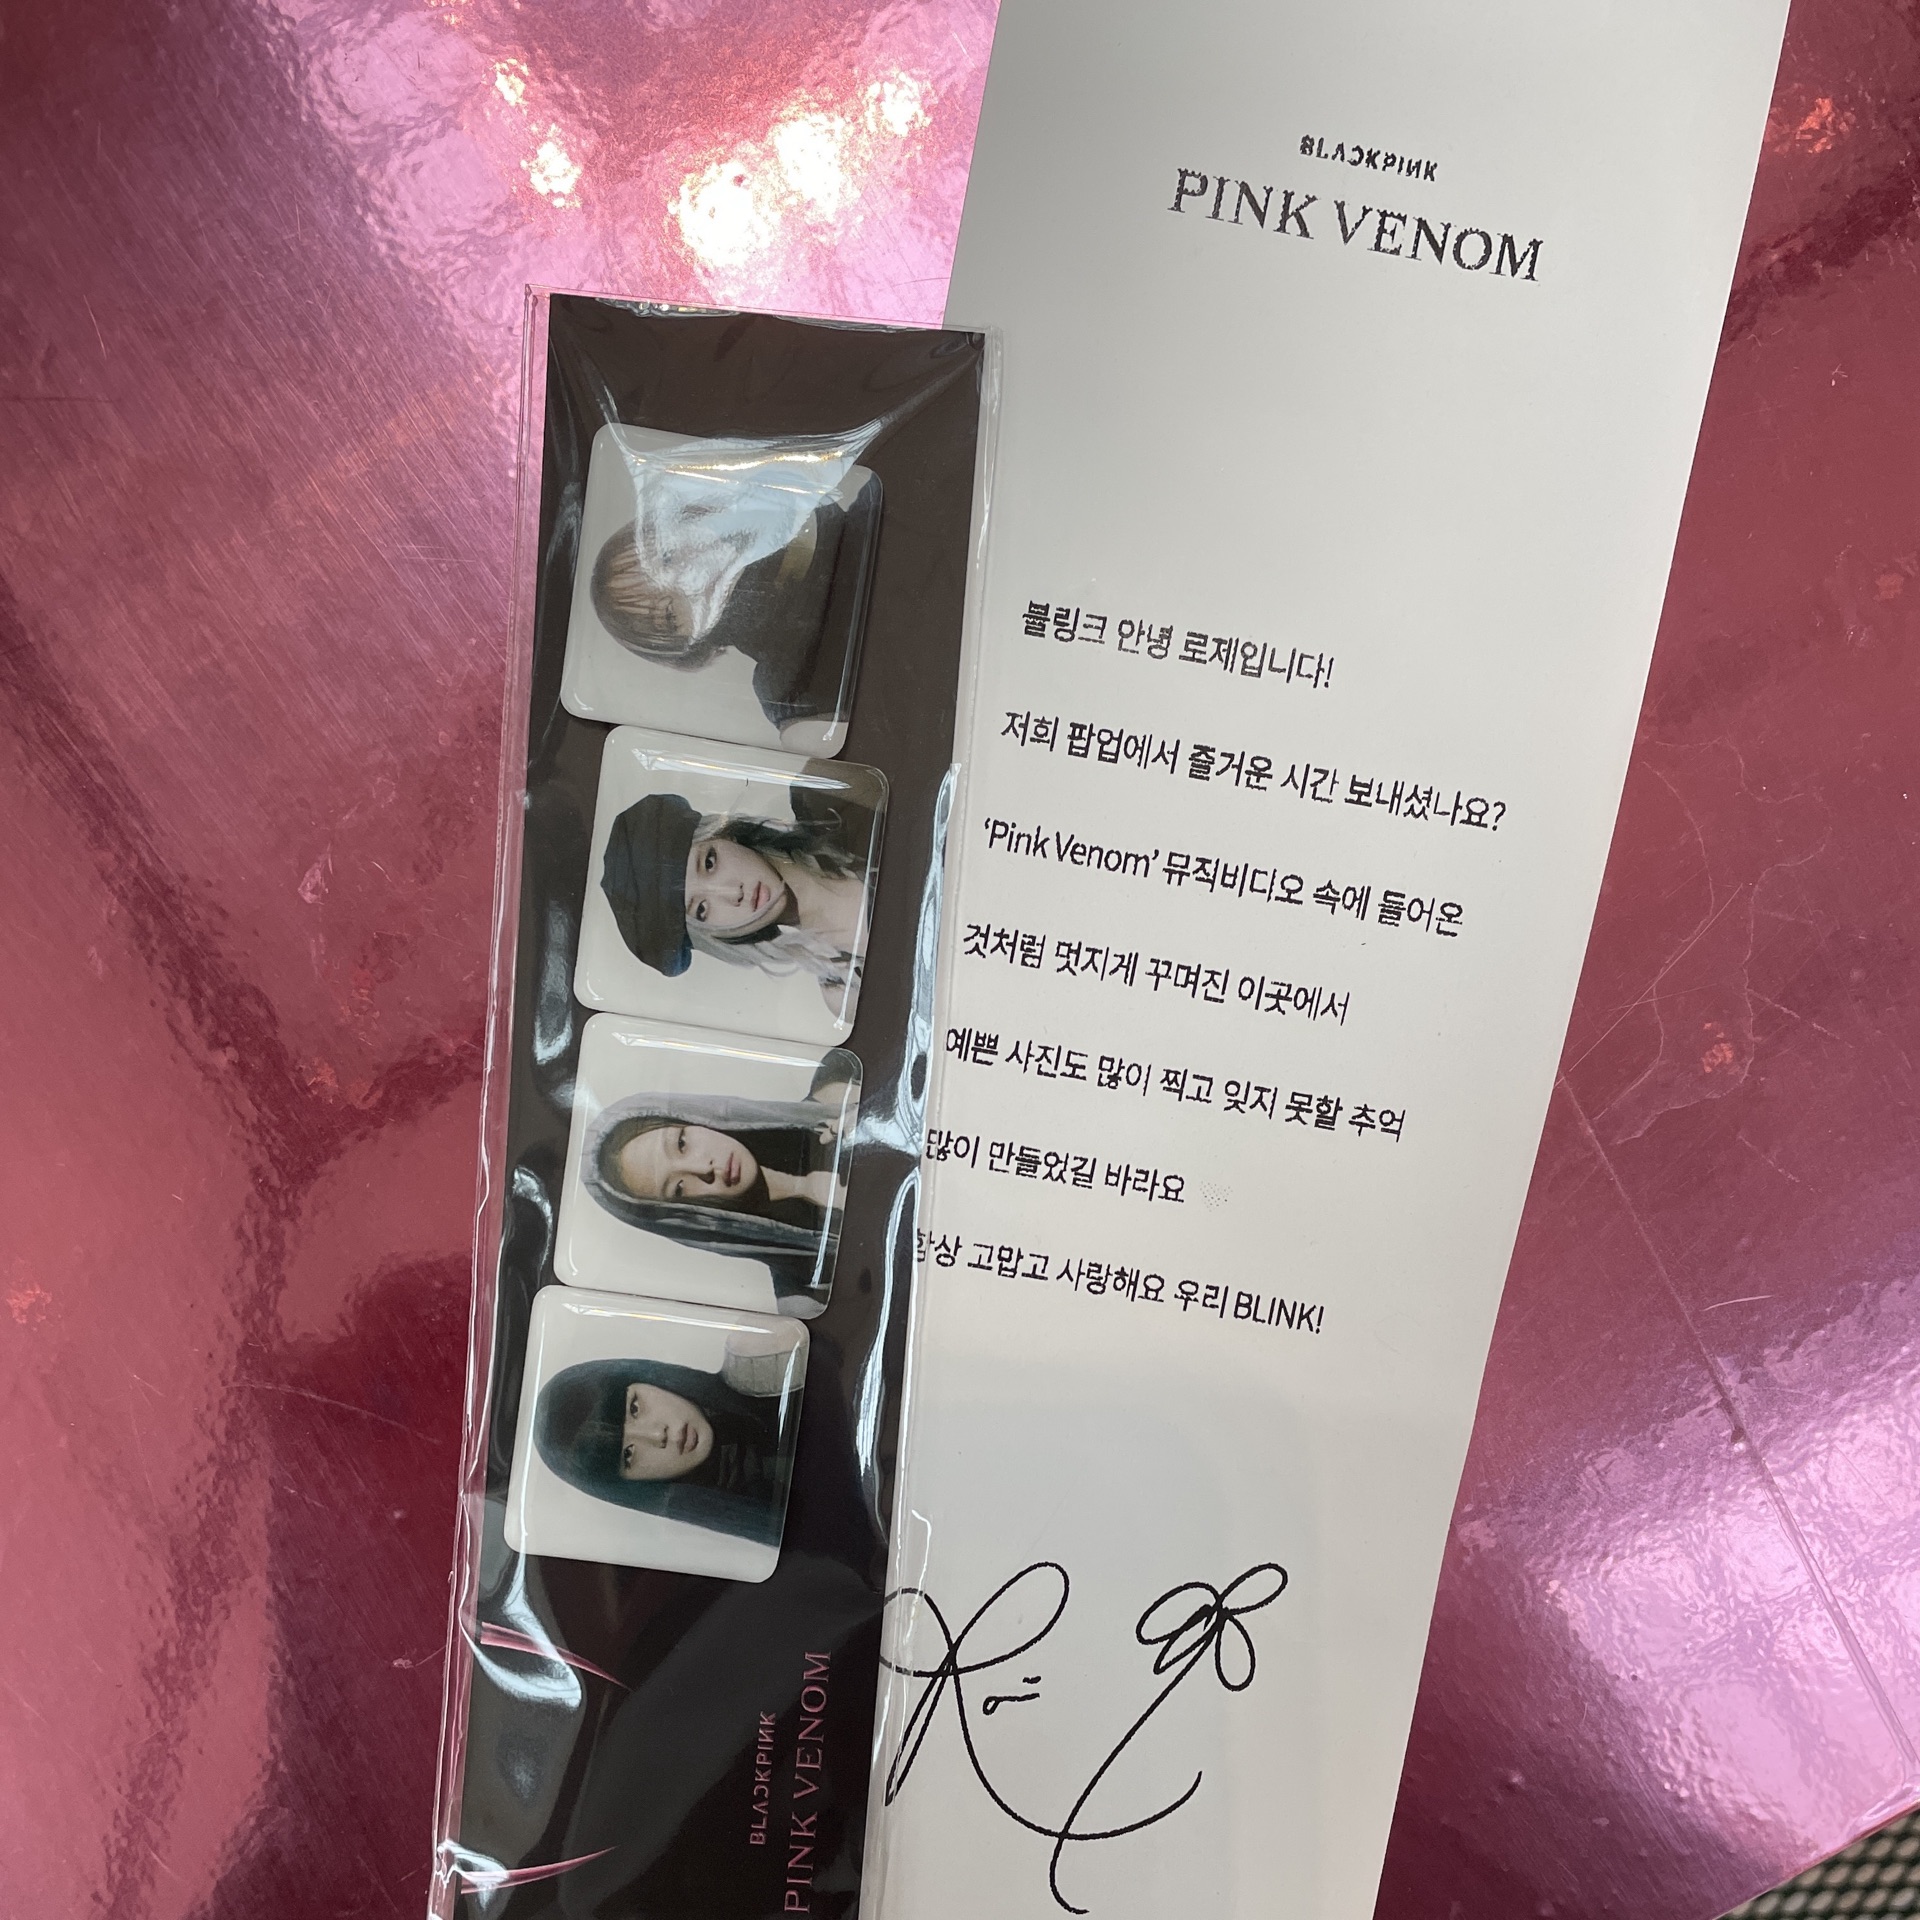 BLACKPINK
PINK VENOM
블링크 안녕 로제입니다!
저희 팝업에서 즐거운 시간 보내셨나요?
‘Pink Venom’ 뮤직비디오 속에 들어온
것처럼 멋지게 꾸며진 이곳에서
예쁜 사진도 많이 찍고 잊지 못할 추억
많이 만들었길 바라요
항상 고맙고 사랑해요 우리 BLINK!
BLACKPINK
PINK VENOM